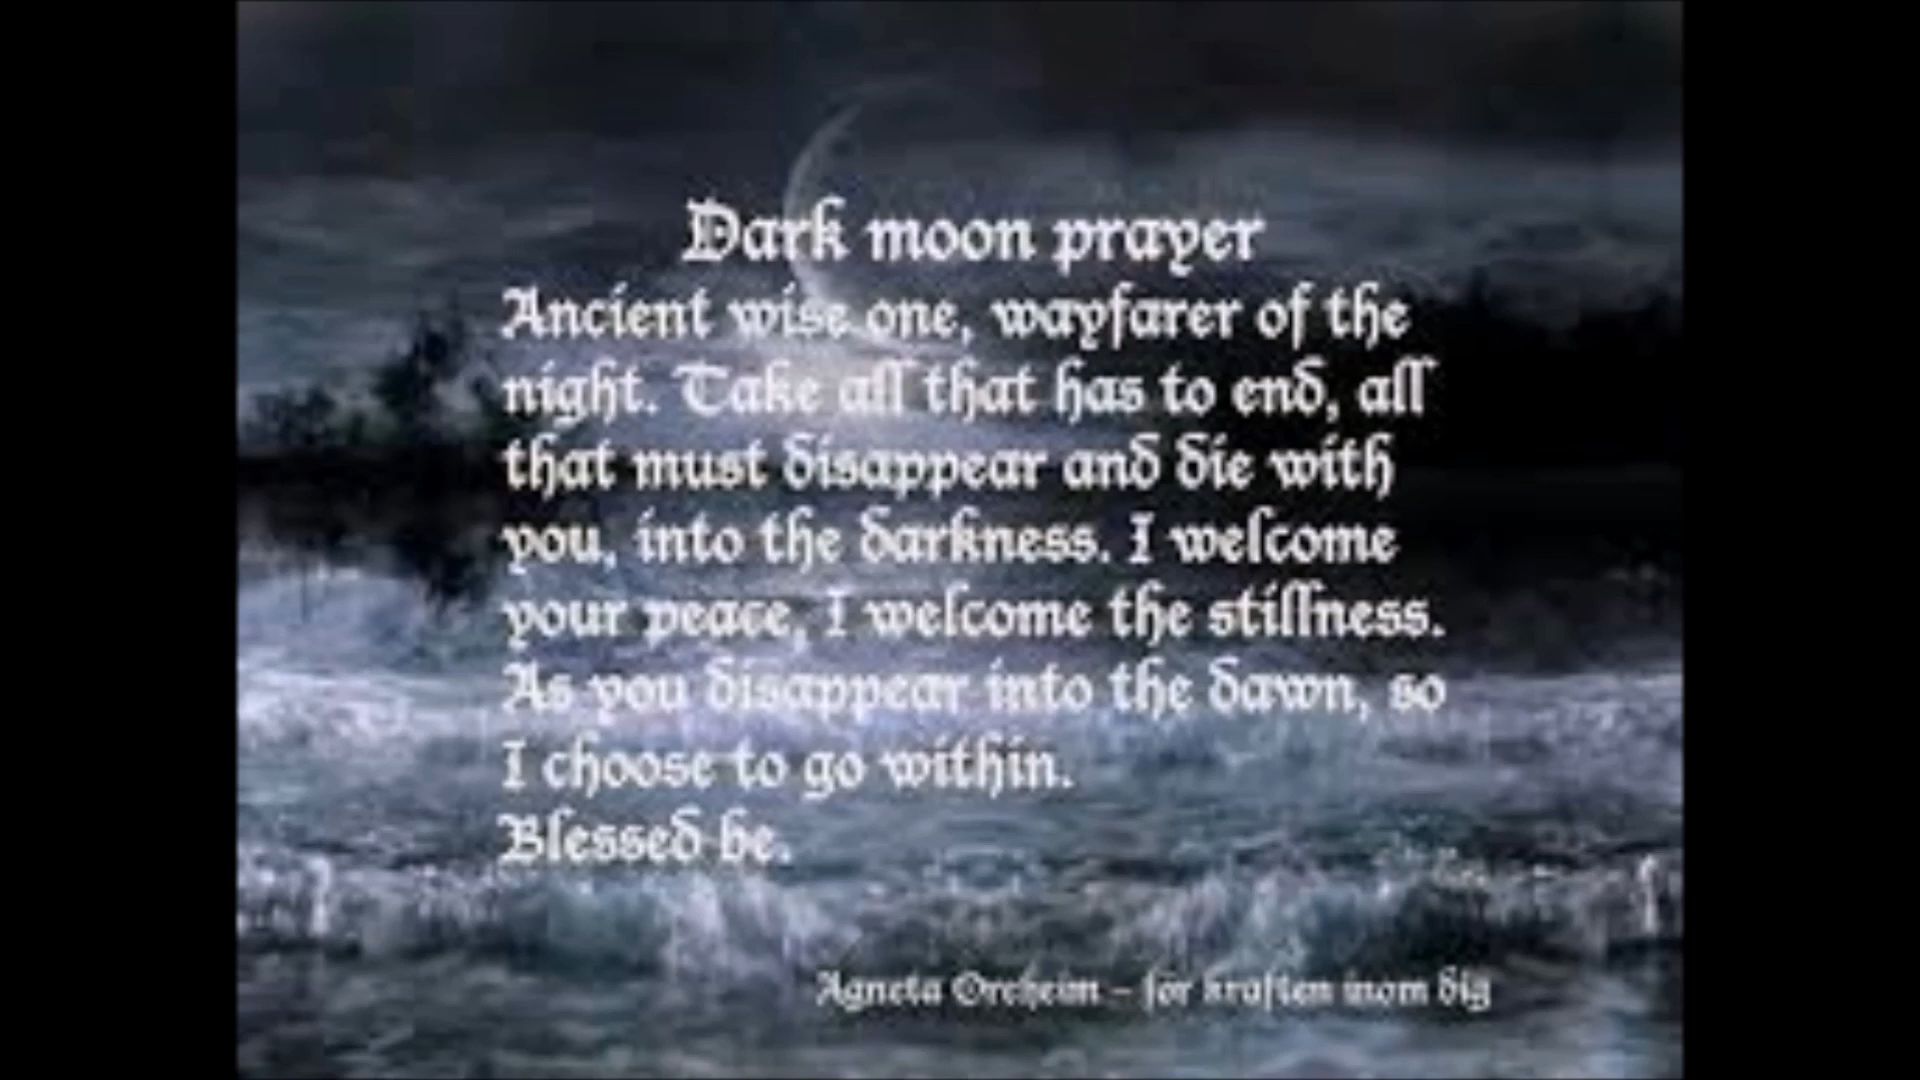 Dark moon prayer
Ancient wise one, wayfarer of the
night. Take all that has to end, all
that must disappear and die with
you, into the darkness. I welcome
your peace, I welcome the stillness.
As you disappear into the dawn, so
I choose to go within.
Blessed be.
Agneta Oreheim – för kraften inom dig